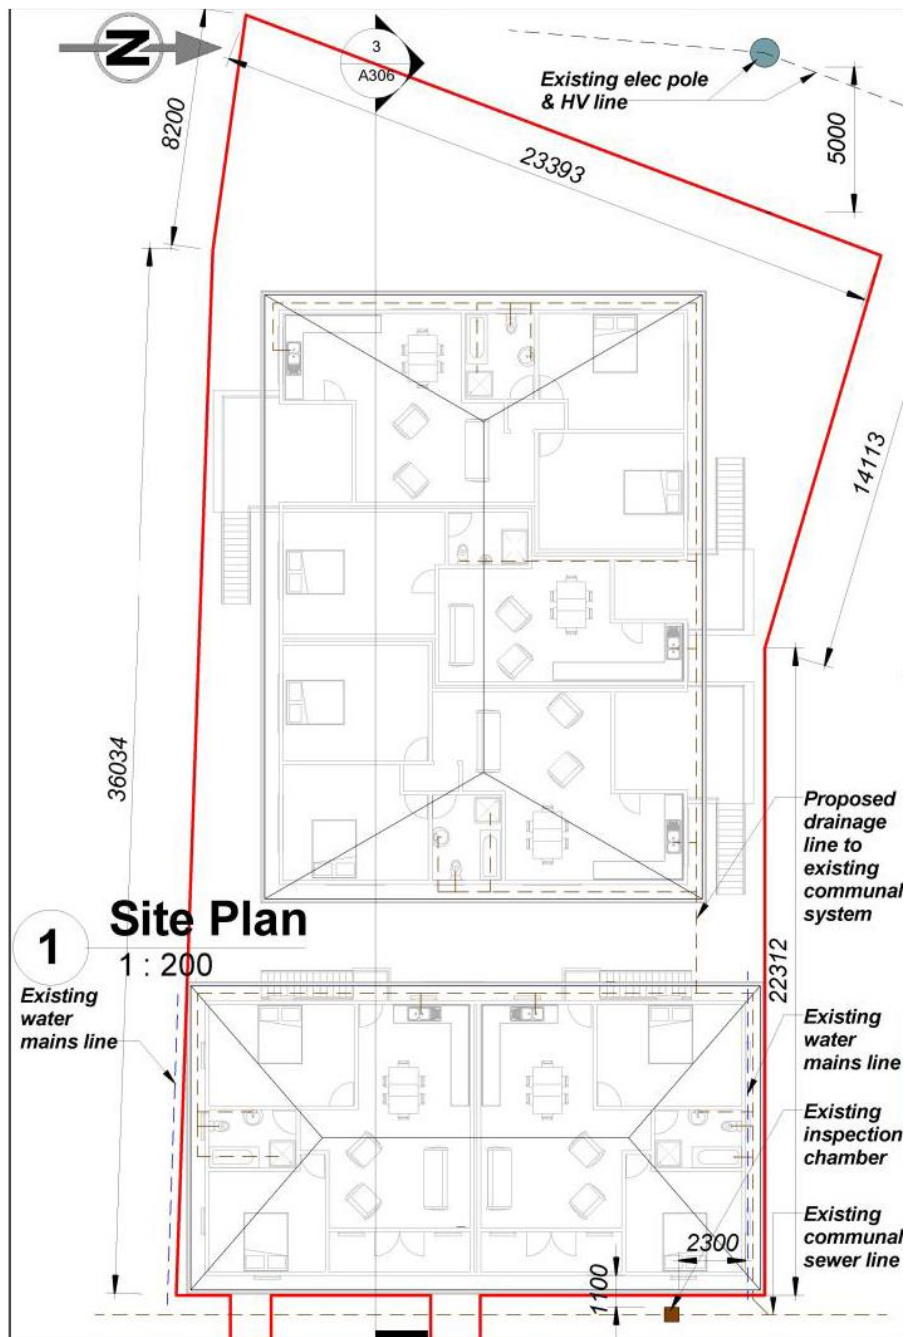 N
3
A306
Existing elec pole
& HV line
8200
23393
5000
14113
36034
Proposed
drainage
line to
existing
communal
system
1
Site Plan
1 : 200
22312
Existing
water
mains line
Existing
water
mains line
Existing
inspection
chamber
Existing
communal
sewer line
2300
1100